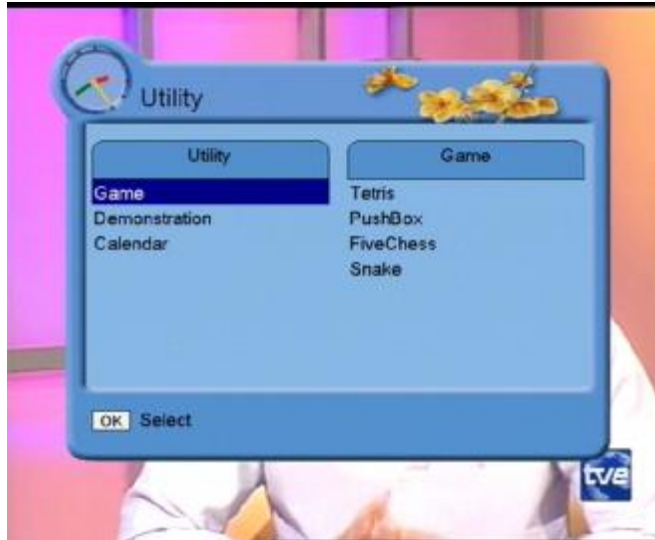 Utility
Utility
Game
Demonstration
Calendar
Game
Tetris
PushBox
FiveChess
Snake
OK Select
tve